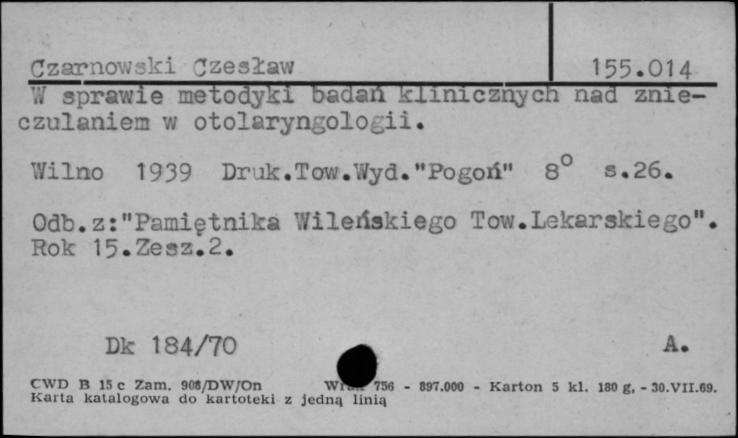 Czarnowski Czesław 155.014
W sprawie metodyki badań klinicznych nad znie-
czulaniem w otolaryngologii.
Wilno 1939 Druk.Tow.Wyd."Pogoń" 8° s.26.
Odb.z:"Pamiętnika Wileńskiego Tow.Lekarskiego".
Rok 15.Zesz.2.
Dk 184/70 A.
CWD B 15 c Zam. 908/DW/On 756 - 897.000 - Karton 5 kl. 180 g, - 30.VII.69.
Karta katalogowa do kartoteki z jedną linią